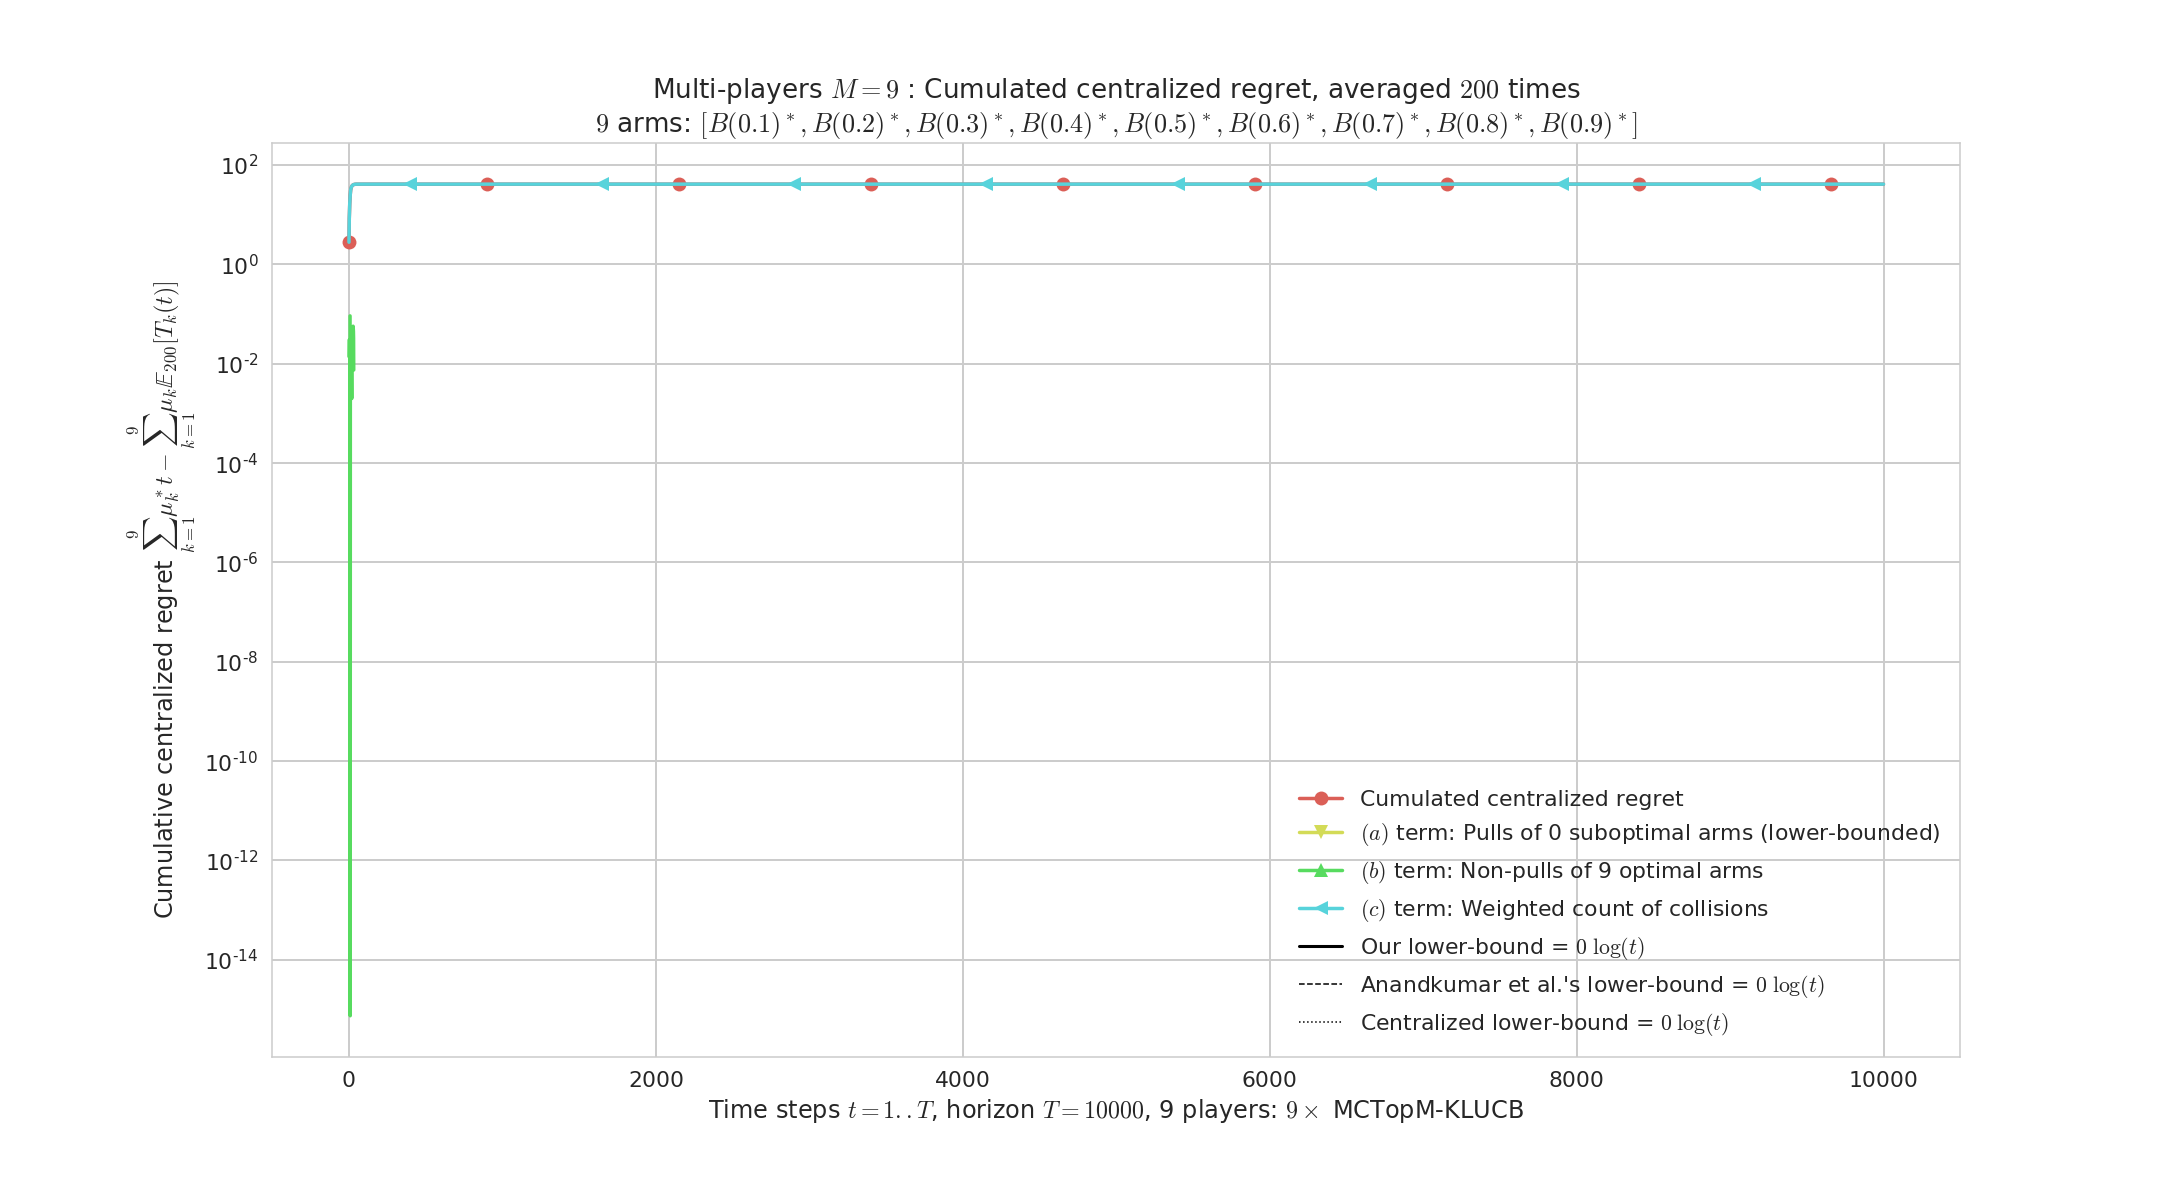 Multi-players M = 9 : Cumulated centralized regret, averaged 200 times
9 arms: [B(0.1)*, B(0.2)*, B(0.3)*, B(0.4)*, B(0.5)*, B(0.6)*, B(0.7)*, B(0.8)*, B(0.9)*]
Cumulative centralized regret ∑_{k=1}^{9} μ_k^* t − ∑_{k=1}^{9} μ_k 𝔼_{200}[T_k(t)]
10^2
10^0
10^-2
10^-4
10^-6
10^-8
10^-10
10^-12
10^-14
Cumulated centralized regret
(a) term: Pulls of 0 suboptimal arms (lower-bounded)
(b) term: Non-pulls of 9 optimal arms
(c) term: Weighted count of collisions
Our lower-bound = 0 log(t)
Anandkumar et al.'s lower-bound = 0 log(t)
Centralized lower-bound = 0 log(t)
0 2000 4000 6000 8000 10000
Time steps t = 1..T, horizon T = 10000, 9 players: 9× MCTopM-KLUCB